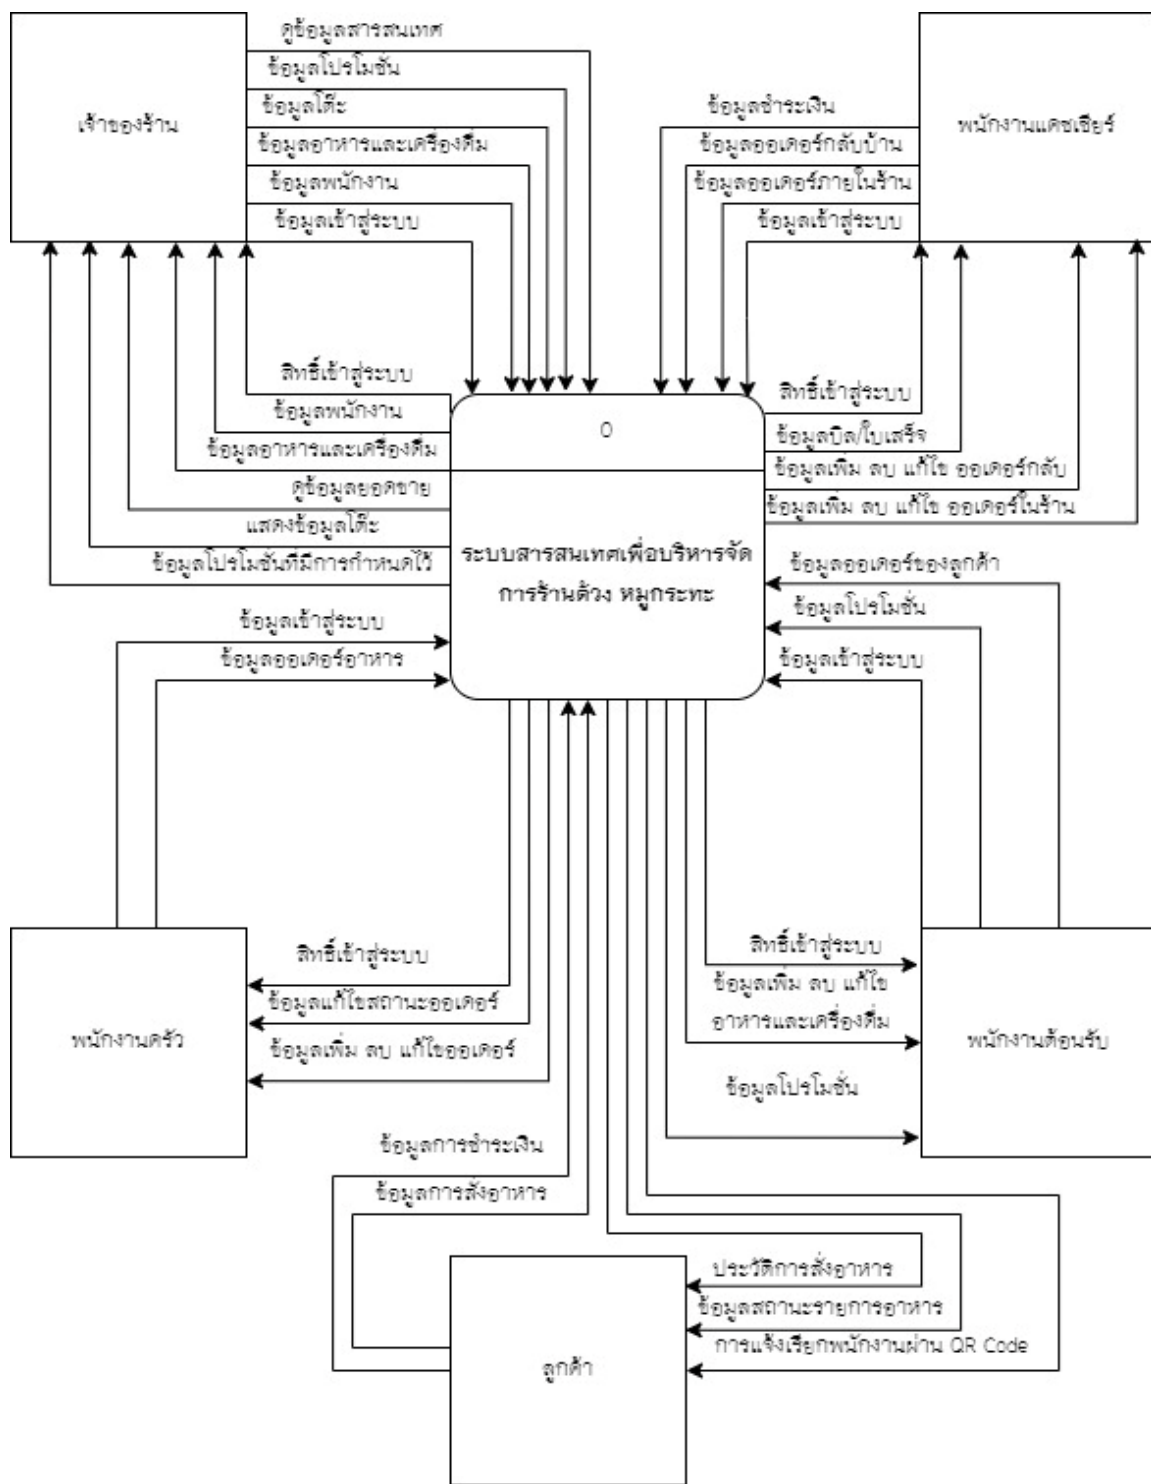 ดูข้อมูลสารสนเทศ
ข้อมูลโปรโมชั่น
ข้อมูลโต๊ะ
ข้อมูลอาหารและเครื่องดื่ม
ข้อมูลพนักงาน
ข้อมูลเข้าสู่ระบบ
เจ้าของร้าน
ข้อมูลชำระเงิน
ข้อมูลออเดอร์กลับบ้าน
ข้อมูลออเดอร์ภายในร้าน
ข้อมูลเข้าสู่ระบบ
พนักงานแคชเชียร์
สิทธิ์เข้าสู่ระบบ
ข้อมูลพนักงาน
ข้อมูลอาหารและเครื่องดื่ม
ดูข้อมูลยอดขาย
แสดงข้อมูลโต๊ะ
ข้อมูลโปรโมชันที่มีการกำหนดไว้
0
ระบบสารสนเทศเพื่อบริหารจัด
การร้านด้วง หมูกระทะ
สิทธิ์เข้าสู่ระบบ
ข้อมูลบิล/ใบเสร็จ
ข้อมูลเพิ่ม ลบ แก้ไข ออเดอร์กลับ
ข้อมูลเพิ่ม ลบ แก้ไข ออเดอร์ในร้าน
ข้อมูลออเดอร์ของลูกค้า
ข้อมูลโปรโมชั่น
ข้อมูลเข้าสู่ระบบ
ข้อมูลเข้าสู่ระบบ
ข้อมูลออเดอร์อาหาร
พนักงานครัว
สิทธิ์เข้าสู่ระบบ
ข้อมูลแก้ไขสถานะออเดอร์
ข้อมูลเพิ่ม ลบ แก้ไขออเดอร์
สิทธิ์เข้าสู่ระบบ
ข้อมูลเพิ่ม ลบ แก้ไข
อาหารและเครื่องดื่ม
ข้อมูลโปรโมชั่น
พนักงานต้อนรับ
ข้อมูลการชำระเงิน
ข้อมูลการสั่งอาหาร
ประวัติการสั่งอาหาร
ข้อมูลสถานะรายการอาหาร
การแจ้งเรียกพนักงานผ่าน QR Code
ลูกค้า